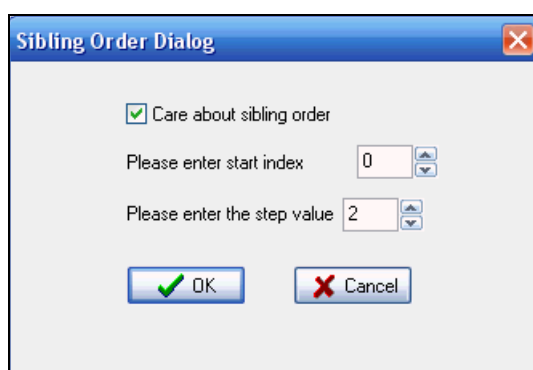 Sibling Order Dialog
Care about sibling order
Please enter start index 0
Please enter the step value 2
OK Cancel